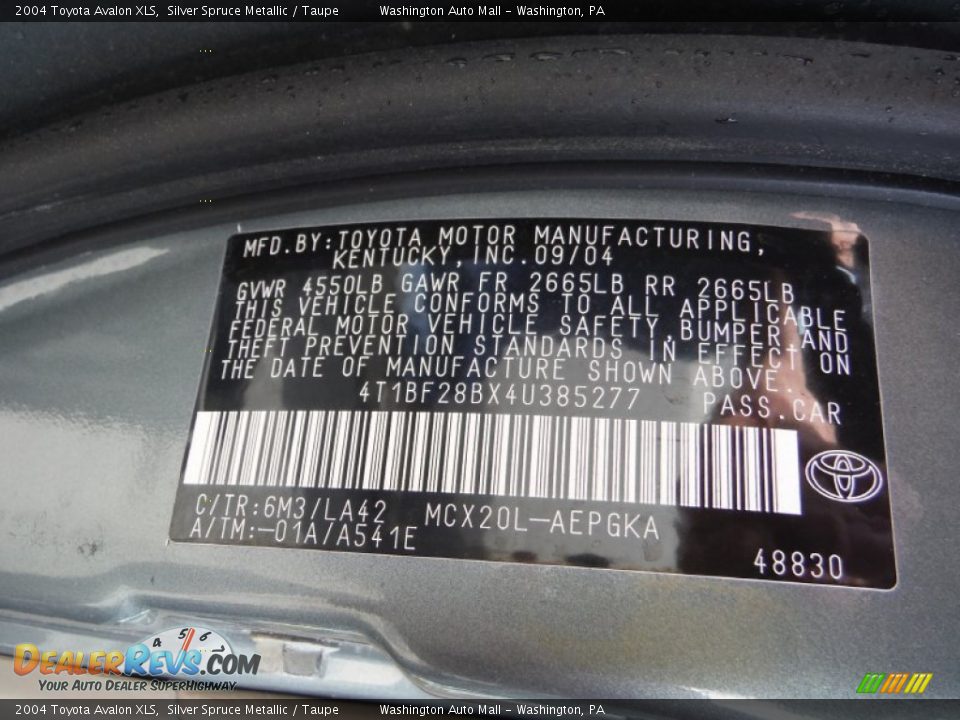 2004 Toyota Avalon XLS, Silver Spruce Metallic / Taupe Washington Auto Mall - Washington, PA
MFD.BY:TOYOTA MOTOR MANUFACTURING,
KENTUCKY,INC.09/04
GVWR 4550LB GAWR FR 2665LB RR 2665LB
THIS VEHICLE CONFORMS TO ALL APPLICABLE
FEDERAL MOTOR VEHICLE SAFETY,BUMPER,AND
THEFT PREVENTION STANDARDS IN EFFECT ON
THE DATE OF MANUFACTURE SHOWN ABOVE.
4T1BF28BX4U385277 PASS.CAR
C/TR:6M3/LA42 MCX20L-AEPGKA
A/TM:-01A/A541E
48830
4 5 6
DEALERREVS.COM
YOUR AUTO DEALER SUPERHIGHWAY
2004 Toyota Avalon XLS, Silver Spruce Metallic / Taupe Washington Auto Mall - Washington, PA